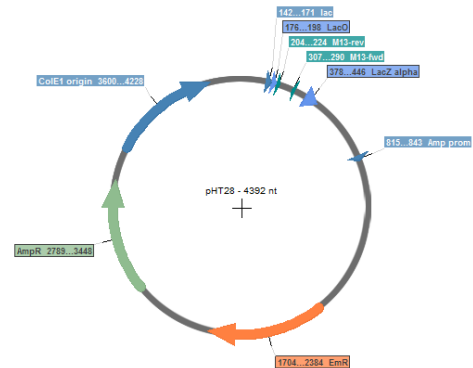 142...171 lac
176...198 LacO
204...224 M13-rev
307...290 M13-fwd
378...446 LacZ alpha
ColE1 origin 3600...4228
815...843 Amp prom
pHT28 - 4392 nt
AmpR 2789...3448
1704...2384 EmR